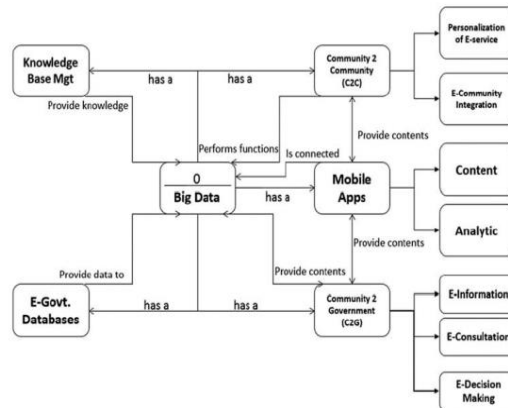 Personalization
of E-service
Knowledge
Base Mgt
has a
has a
Community 2
Community
(C2C)
E-Community
Integration
Provide knowledge
Provide contents
Performs functions
Is connected
0
Big Data
has a
Mobile
Apps
Content
Analytic
Provide contents
Provide data to
Provide contents
E-Govt.
Databases
has a
has a
Community 2
Government
(C2G)
E-Information
E-Consultation
E-Decision
Making